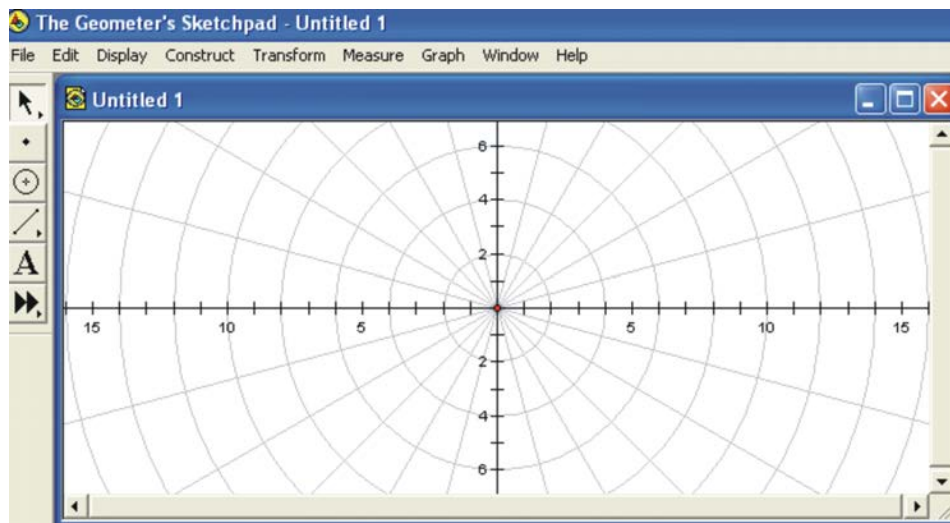 The Geometer's Sketchpad - Untitled 1
File Edit Display Construct Transform Measure Graph Window Help
Untitled 1
A
6
4
2
15 10 5 5 10 15
2
4
6